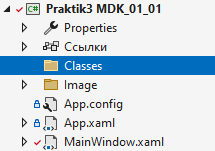 Praktik3 MDK_01_01
Properties
Ссылки
Classes
Image
App.config
App.xaml
MainWindow.xaml